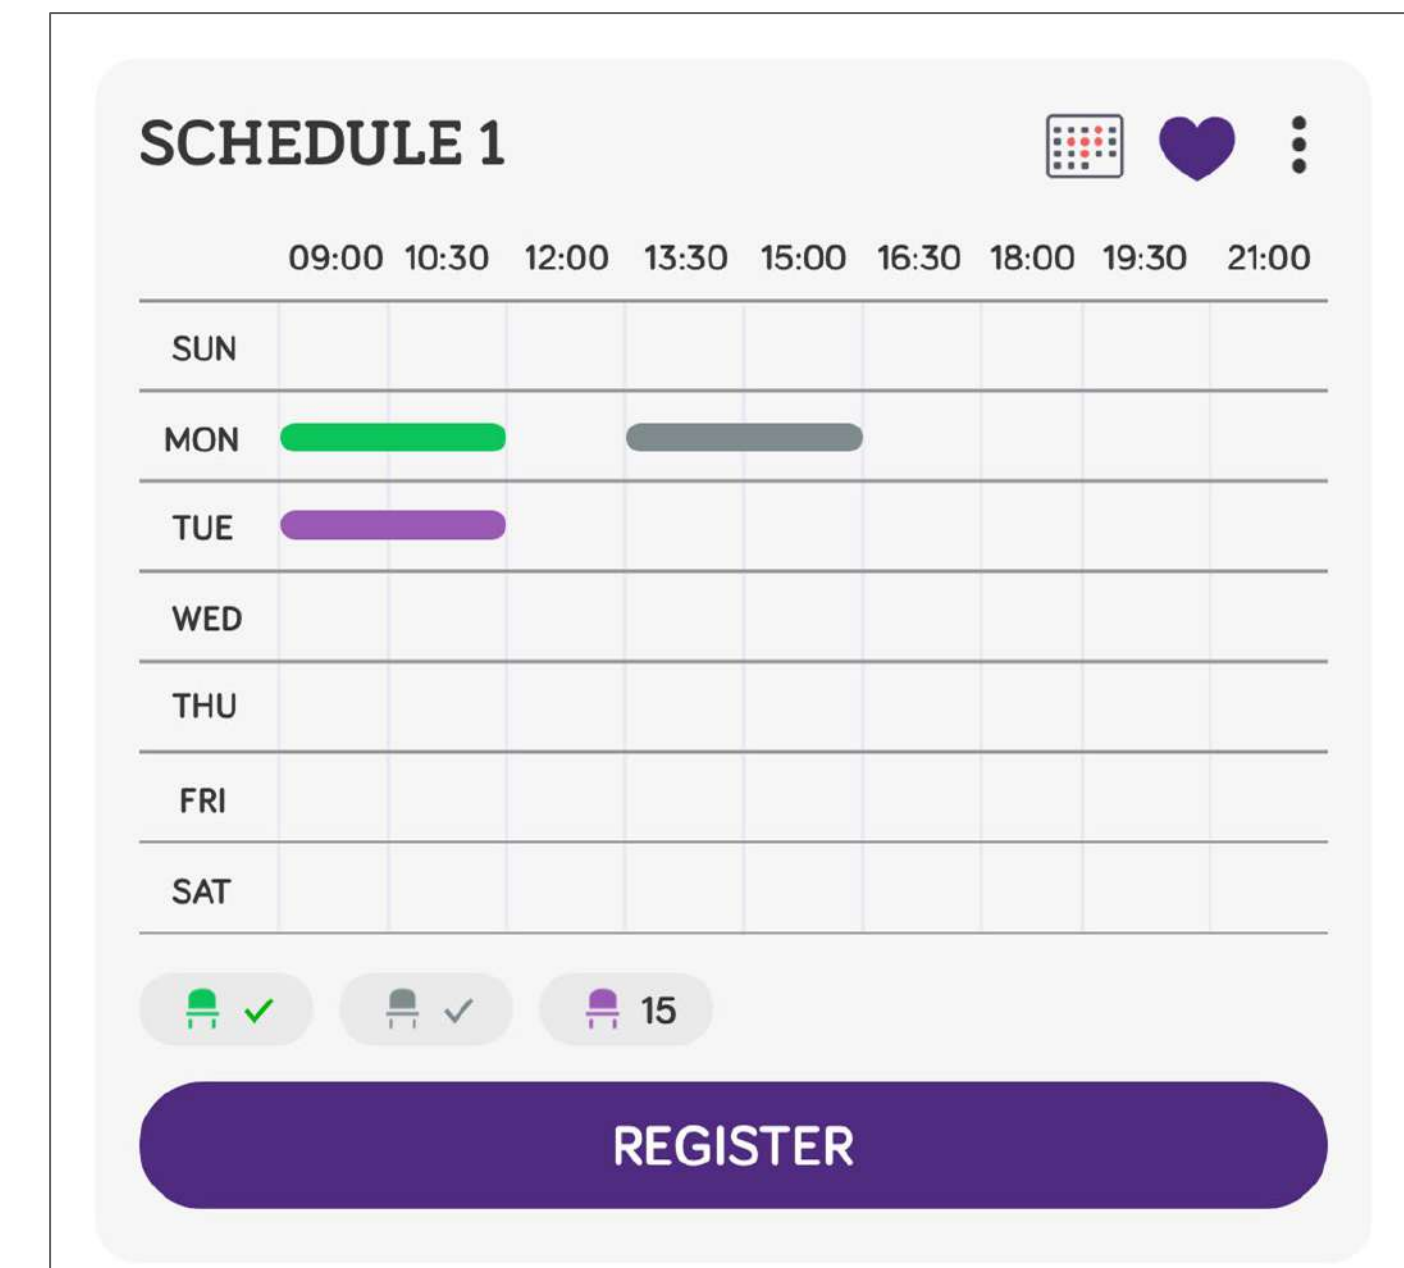 SCHEDULE 1
09:00 10:30 12:00 13:30 15:00 16:30 18:00 19:30 21:00
SUN
MON
TUE
WED
THU
FRI
SAT
15
REGISTER